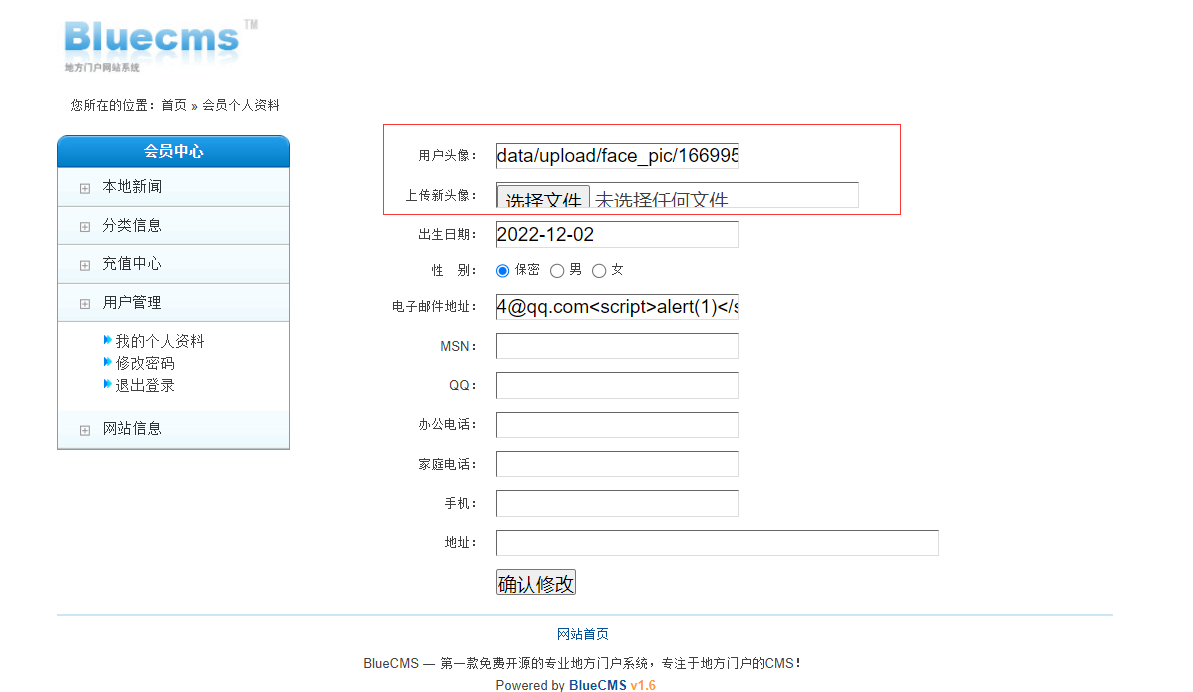 Bluecms TM
地方门户网站系统
您所在的位置：首页 » 会员个人资料
会员中心
本地新闻
分类信息
充值中心
用户管理
我的个人资料
修改密码
退出登录
网站信息
用户头像： data/upload/face_pic/166995
上传新头像： 选择文件 未选择任何文件
出生日期： 2022-12-02
性 别： 保密 男 女
电子邮件地址： 4@qq.com<script>alert(1)</s
MSN：
QQ：
办公电话：
家庭电话：
手机：
地址：
确认修改
网站首页
BlueCMS — 第一款免费开源的专业地方门户系统，专注于地方门户的CMS！
Powered by BlueCMS v1.6